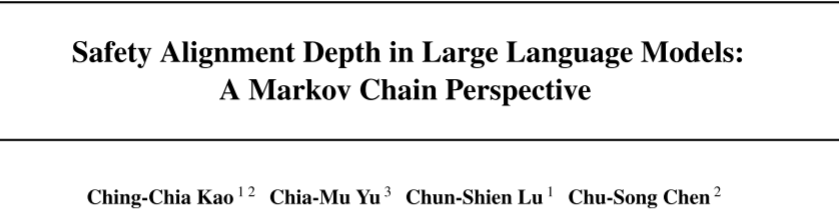 Safety Alignment Depth in Large Language Models:
A Markov Chain Perspective
Ching-Chia Kao 1 2 Chia-Mu Yu 3 Chun-Shien Lu 1 Chu-Song Chen 2